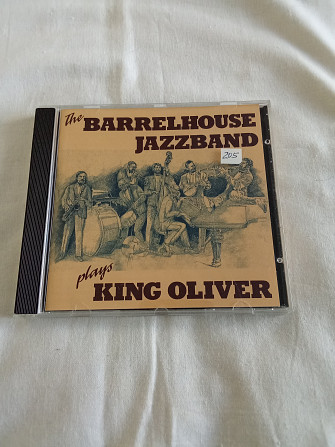 the BARRELHOUSE
JAZZBAND
205
plays
KING OLIVER